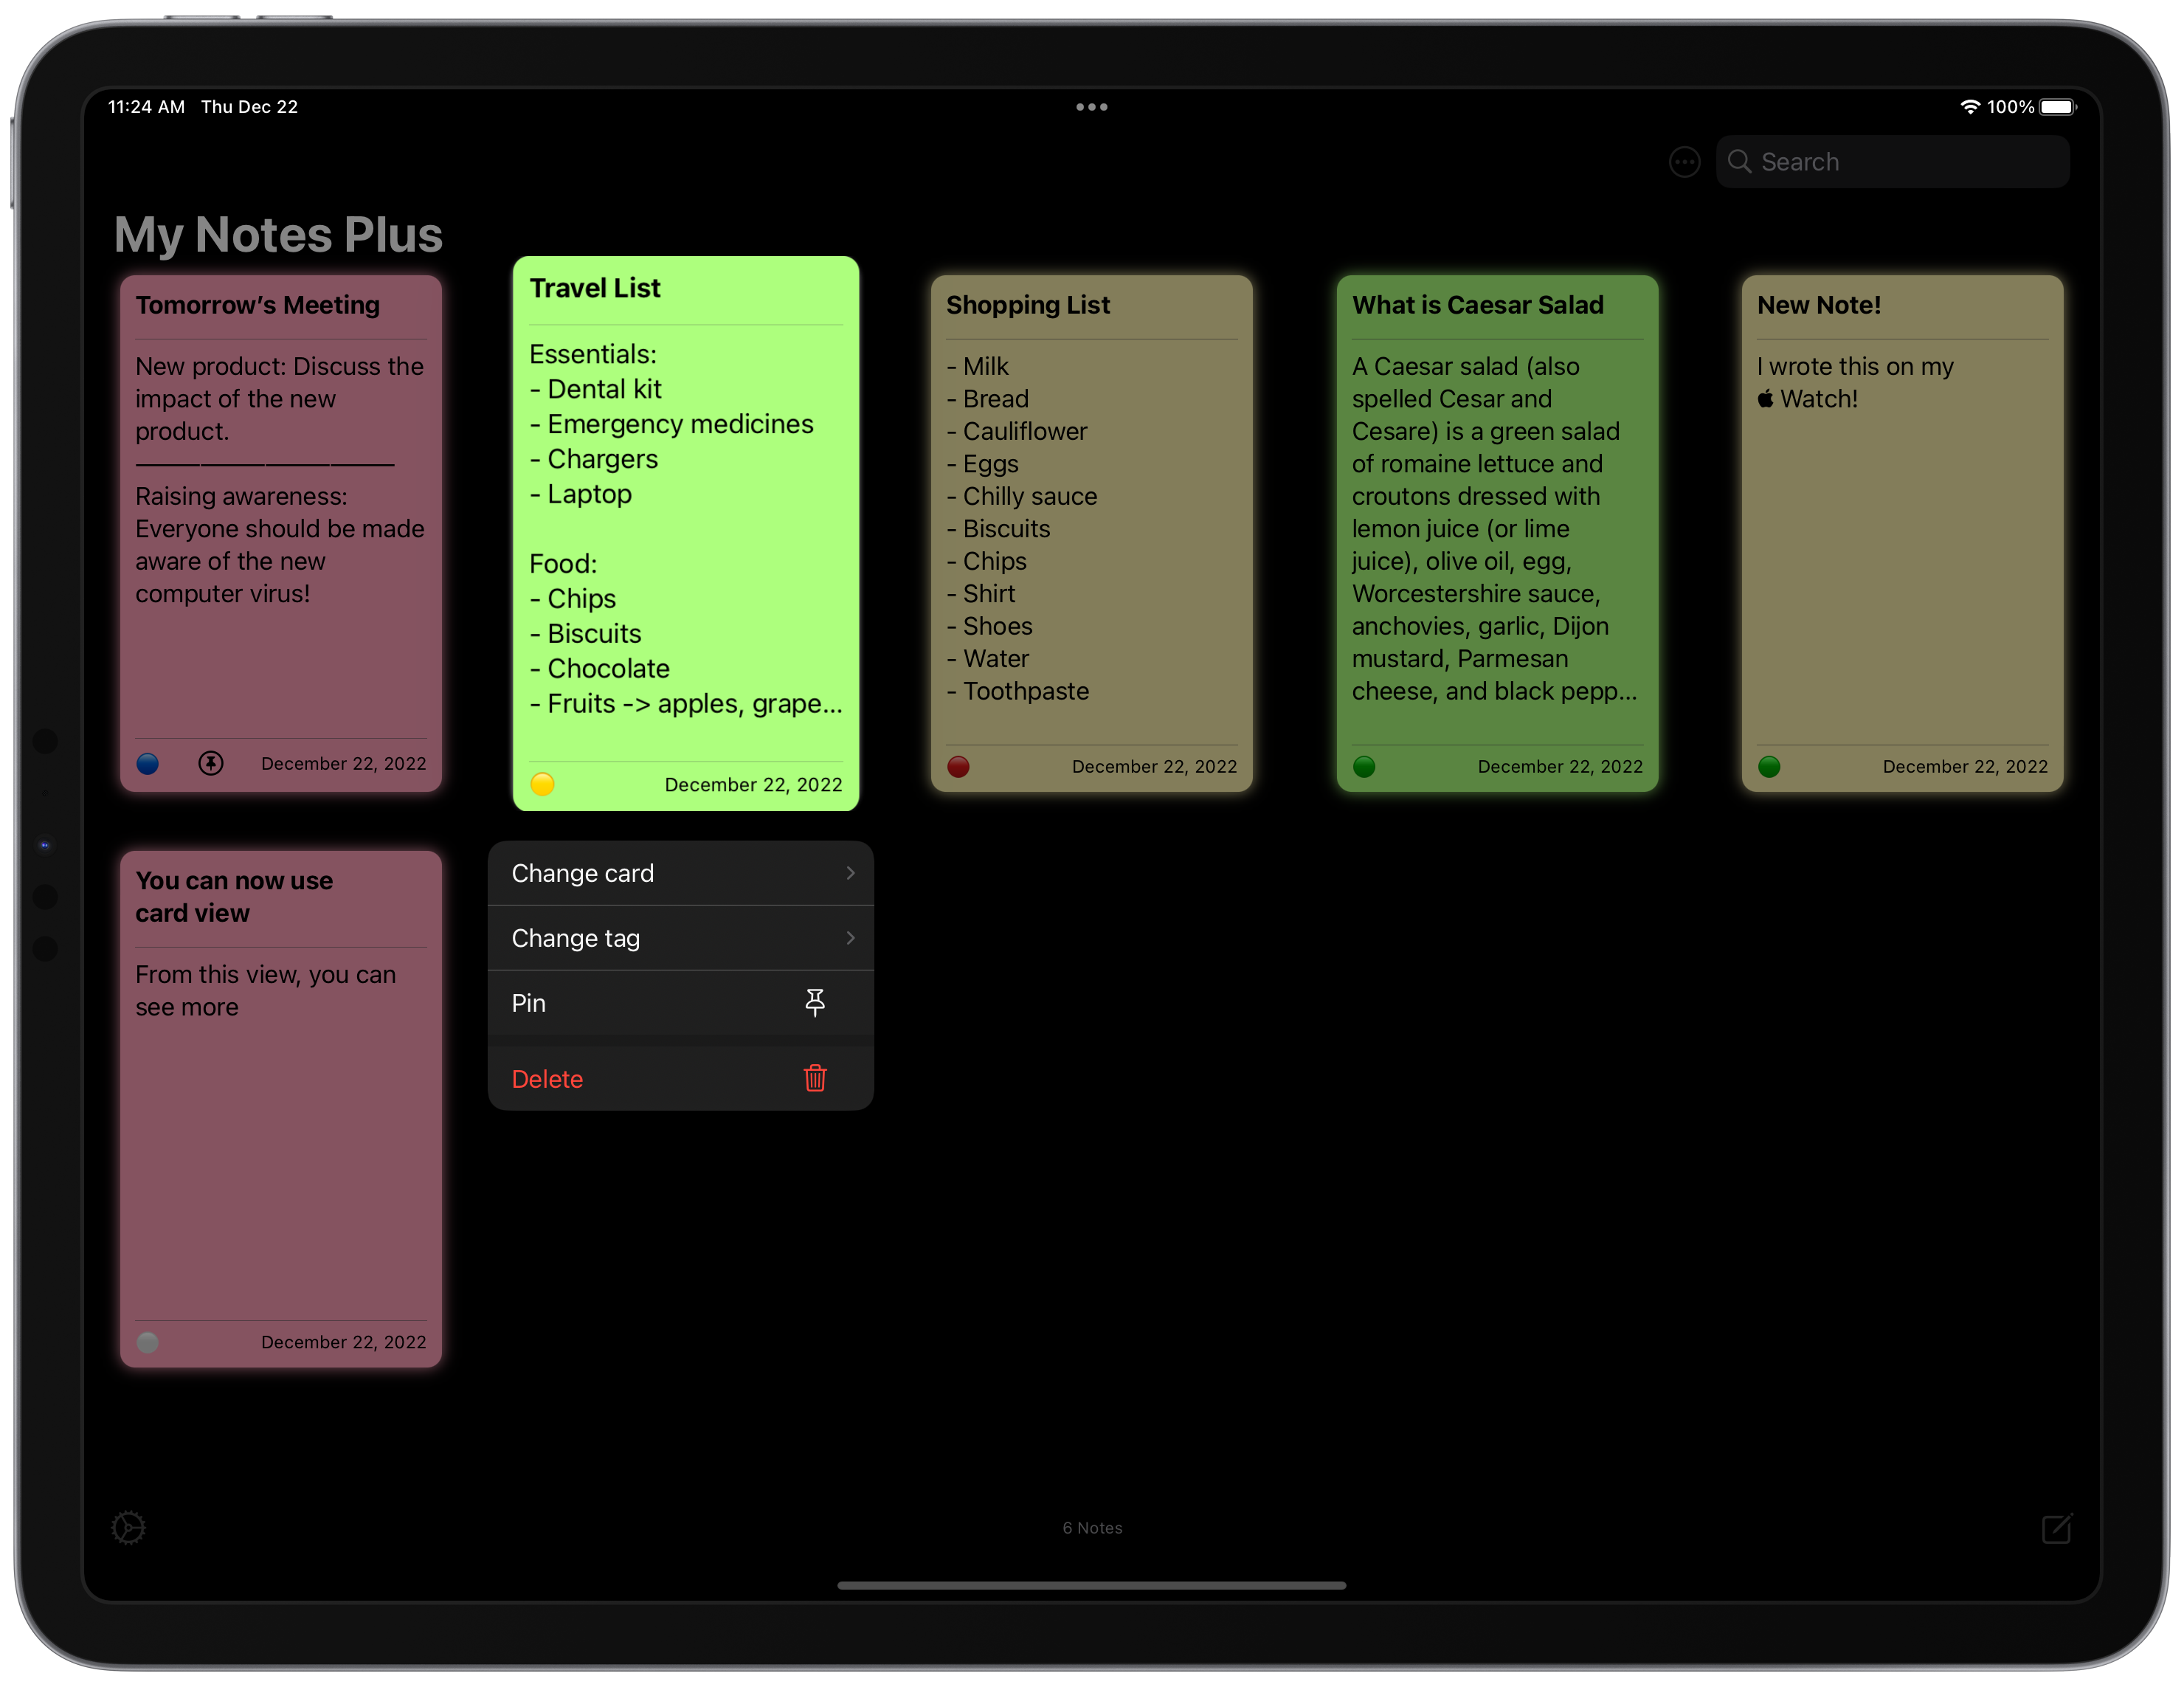 11:24 AM Thu Dec 22
100%
Search
My Notes Plus
Tomorrow’s Meeting
New product: Discuss the
impact of the new
product.
————————
Raising awareness:
Everyone should be made
aware of the new
computer virus!
December 22, 2022
Travel List
Essentials:
- Dental kit
- Emergency medicines
- Chargers
- Laptop
Food:
- Chips
- Biscuits
- Chocolate
- Fruits -> apples, grape...
December 22, 2022
Shopping List
- Milk
- Bread
- Cauliflower
- Eggs
- Chilly sauce
- Biscuits
- Chips
- Shirt
- Shoes
- Water
- Toothpaste
December 22, 2022
What is Caesar Salad
A Caesar salad (also
spelled Cesar and
Cesare) is a green salad
of romaine lettuce and
croutons dressed with
lemon juice (or lime
juice), olive oil, egg,
Worcestershire sauce,
anchovies, garlic, Dijon
mustard, Parmesan
cheese, and black pepp...
December 22, 2022
New Note!
I wrote this on my
 Watch!
December 22, 2022
You can now use
card view
From this view, you can
see more
December 22, 2022
Change card
Change tag
Pin
Delete
6 Notes